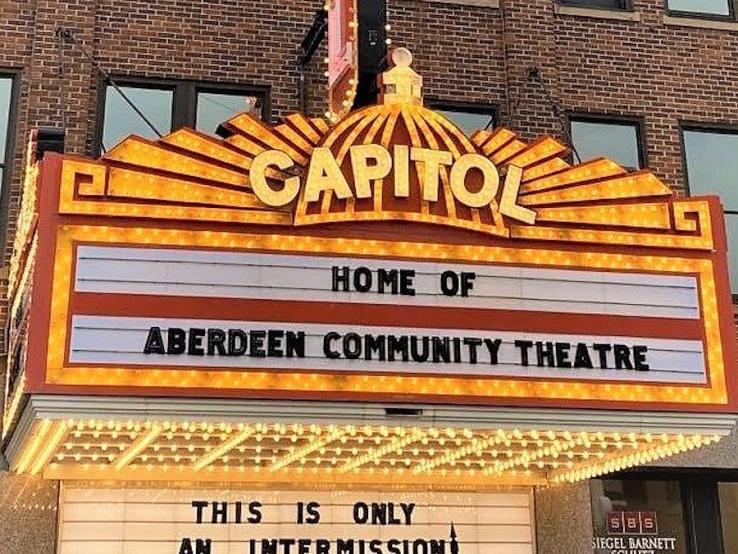 CAPITOL
HOME OF
ABERDEEN COMMUNITY THEATRE
THIS IS ONLY
AN INTERMISSION!
SBS
SIEGEL BARNETT